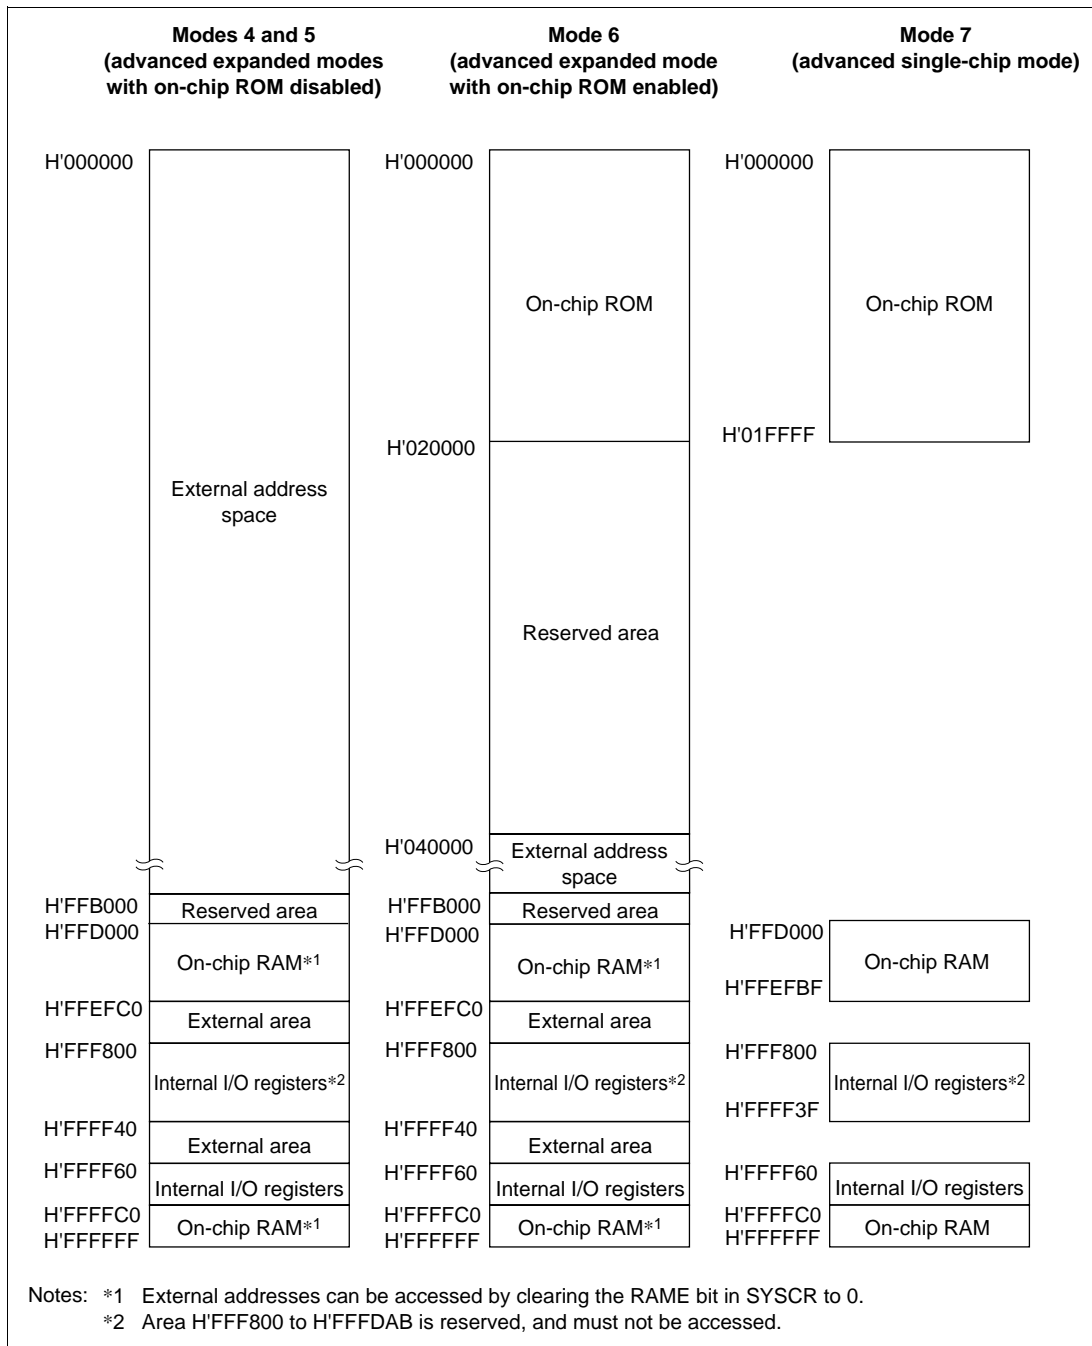 Modes 4 and 5
(advanced expanded modes
with on-chip ROM disabled)
Mode 6
(advanced expanded mode
with on-chip ROM enabled)
Mode 7
(advanced single-chip mode)
H'000000
External address
space
H'FFB000
Reserved area
H'FFD000
On-chip RAM*1
H'FFEFC0
External area
H'FFF800
Internal I/O registers*2
H'FFFF40
External area
H'FFFF60
Internal I/O registers
H'FFFFC0
On-chip RAM*1
H'FFFFFF
H'000000
On-chip ROM
H'020000
Reserved area
H'040000
External address
space
H'FFB000
Reserved area
H'FFD000
On-chip RAM*1
H'FFEFC0
External area
H'FFF800
Internal I/O registers*2
H'FFFF40
External area
H'FFFF60
Internal I/O registers
H'FFFFC0
On-chip RAM*1
H'FFFFFF
H'000000
On-chip ROM
H'01FFFF
H'FFD000
On-chip RAM
H'FFEFBF
H'FFF800
Internal I/O registers*2
H'FFFF3F
H'FFFF60
Internal I/O registers
H'FFFFC0
On-chip RAM
H'FFFFFF
Notes: *1 External addresses can be accessed by clearing the RAME bit in SYSCR to 0.
*2 Area H'FFF800 to H'FFFDAB is reserved, and must not be accessed.